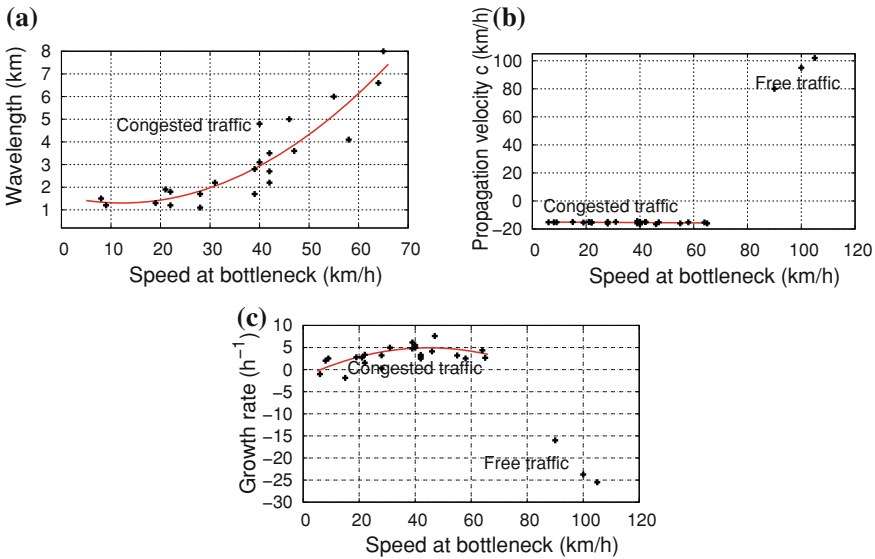 (a)
8
7
6
5
4
3
2
1
Wavelength (km)
Congested traffic
0 10 20 30 40 50 60 70
Speed at bottleneck (km/h)
(b)
100
80
60
40
20
0
−20
Propagation velocity c (km/h)
Free traffic
Congested traffic
0 20 40 60 80 100 120
Speed at bottleneck (km/h)
(c)
10
5
0
−5
−10
−15
−20
−25
−30
Growth rate (h⁻¹)
Congested traffic
Free traffic
0 20 40 60 80 100 120
Speed at bottleneck (km/h)